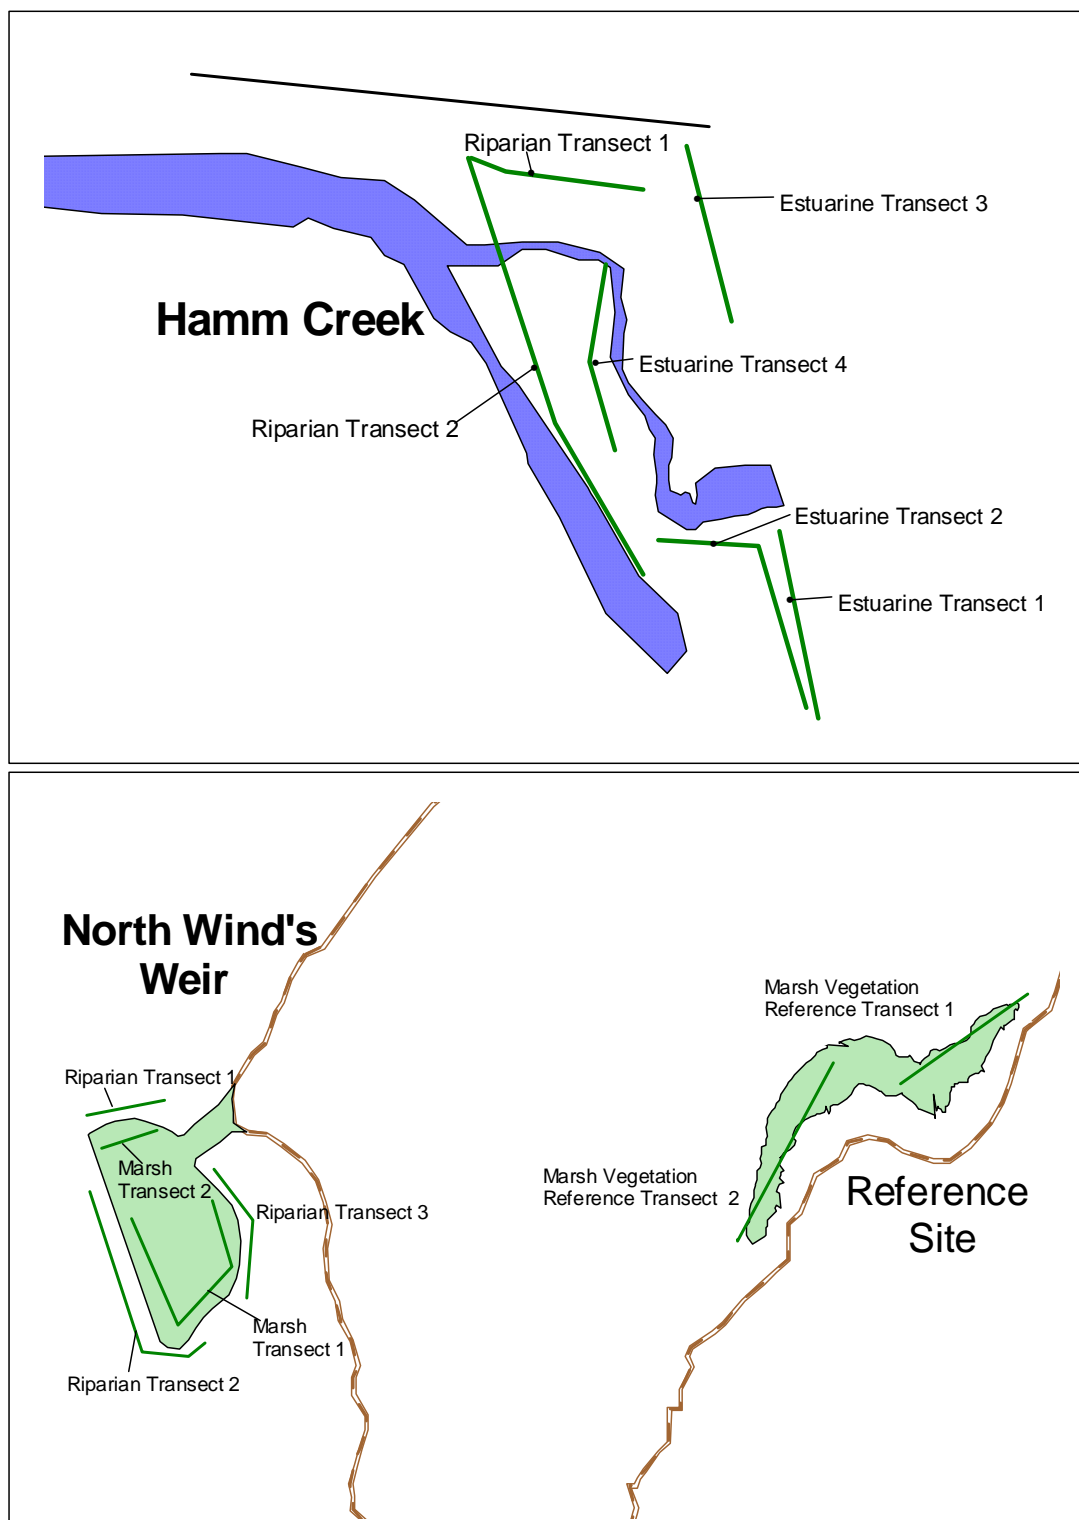 Riparian Transect 1
Estuarine Transect 3
Hamm Creek
Estuarine Transect 4
Riparian Transect 2
Estuarine Transect 2
Estuarine Transect 1
North Wind's
Weir
Marsh Vegetation
Reference Transect 1
Riparian Transect 1
Marsh
Transect 2
Marsh Vegetation
Reference Transect 2
Riparian Transect 3
Reference
Site
Marsh
Transect 1
Riparian Transect 2